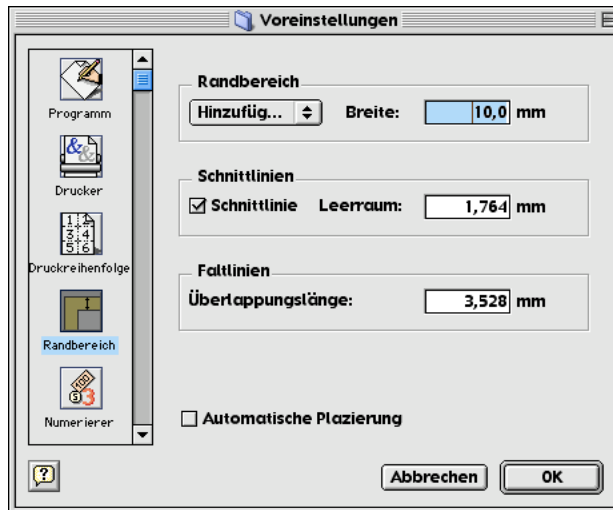 Voreinstellungen
Programm
Drucker
Druckreihenfolge
Randbereich
Numerierer
Randbereich
Hinzufüg... Breite: 10,0 mm
Schnittlinien
Schnittlinie Leerraum: 1,764 mm
Faltlinien
Überlappungslänge: 3,528 mm
Automatische Plazierung
Abbrechen OK